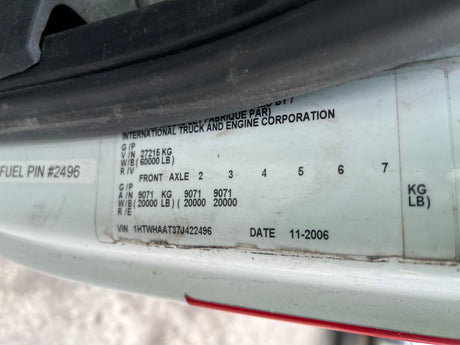 BY /
FABRIQUE PAR)
INTERNATIONAL TRUCK AND ENGINE CORPORATION
G/P
V/N 27215 KG
W/B (60000 LB)
R/V
FRONT AXLE 2 3 4 5 6 7
G/P
A/N 9071 KG 9071 9071 KG
W/B (20000 LB) ( 20000 20000 LB)
R/E
VIN 1HTWHAAT37J422496 DATE 11-2006
FUEL PIN #2496